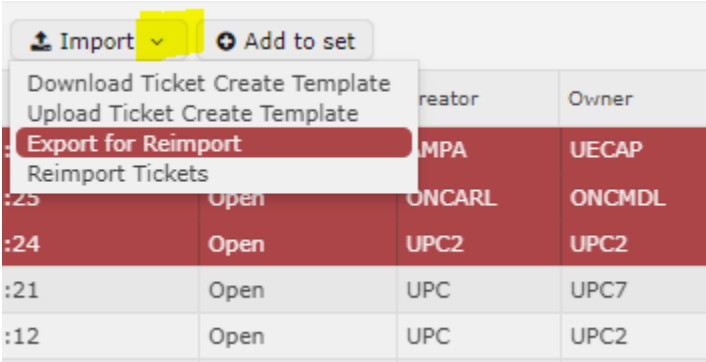 Import Add to set
Download Ticket Create Template
Upload Ticket Create Template
Export for Reimport
Reimport Tickets
reator Owner
MPA UECAP
:25 Open ONCARL ONCMDL
:24 Open UPC2 UPC2
:21 Open UPC UPC7
:12 Open UPC UPC2